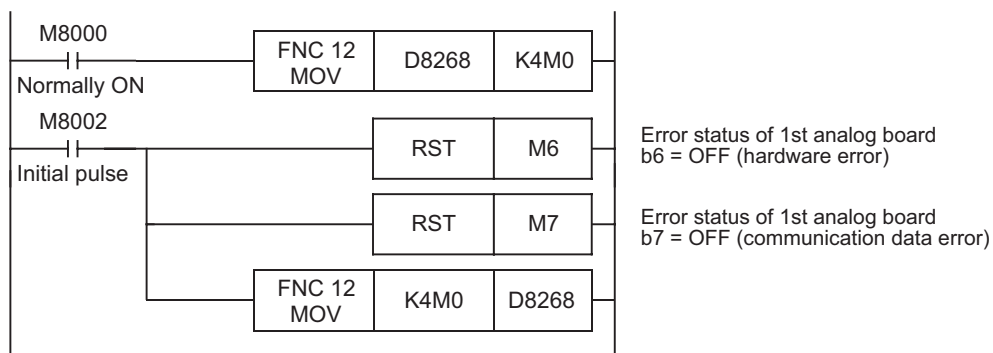 M8000
FNC 12
MOV
D8268
K4M0
Normally ON
M8002
RST
M6
Error status of 1st analog board
b6 = OFF (hardware error)
Initial pulse
RST
M7
Error status of 1st analog board
b7 = OFF (communication data error)
FNC 12
MOV
K4M0
D8268